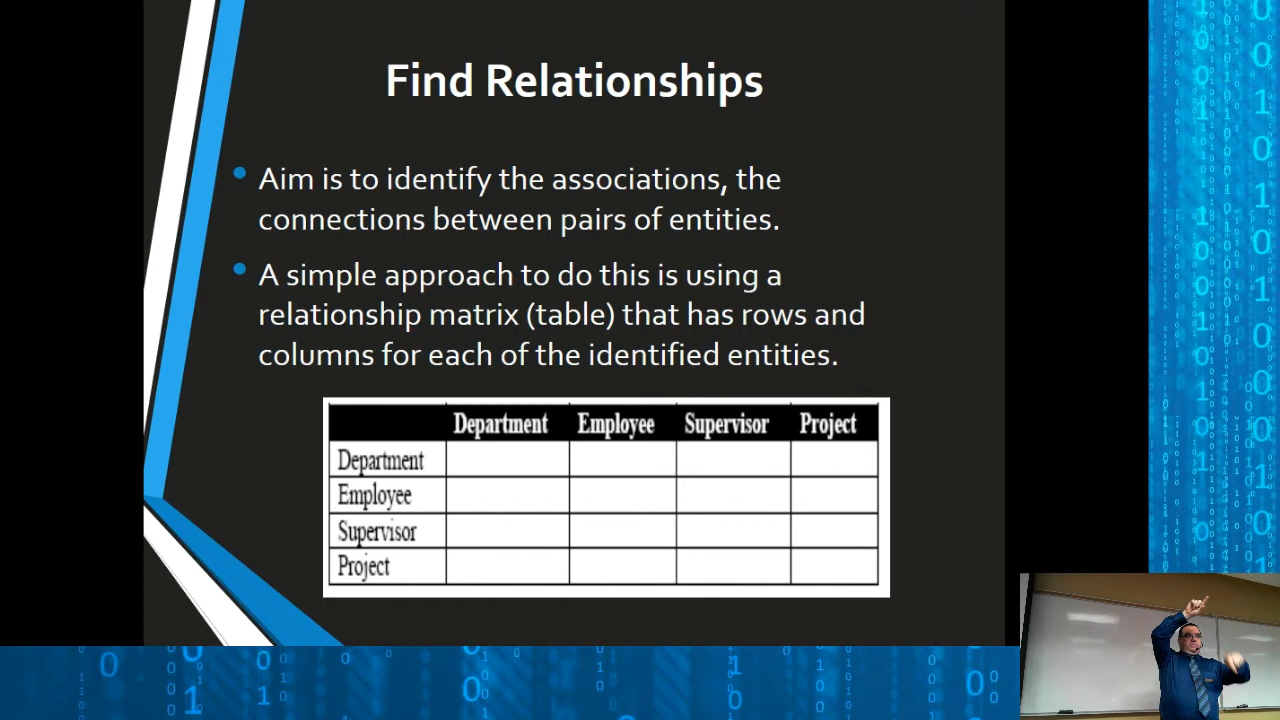 Find Relationships
Aim is to identify the associations, the
connections between pairs of entities.
A simple approach to do this is using a
relationship matrix (table) that has rows and
columns for each of the identified entities.
Department Employee Supervisor Project
Department
Employee
Supervisor
Project